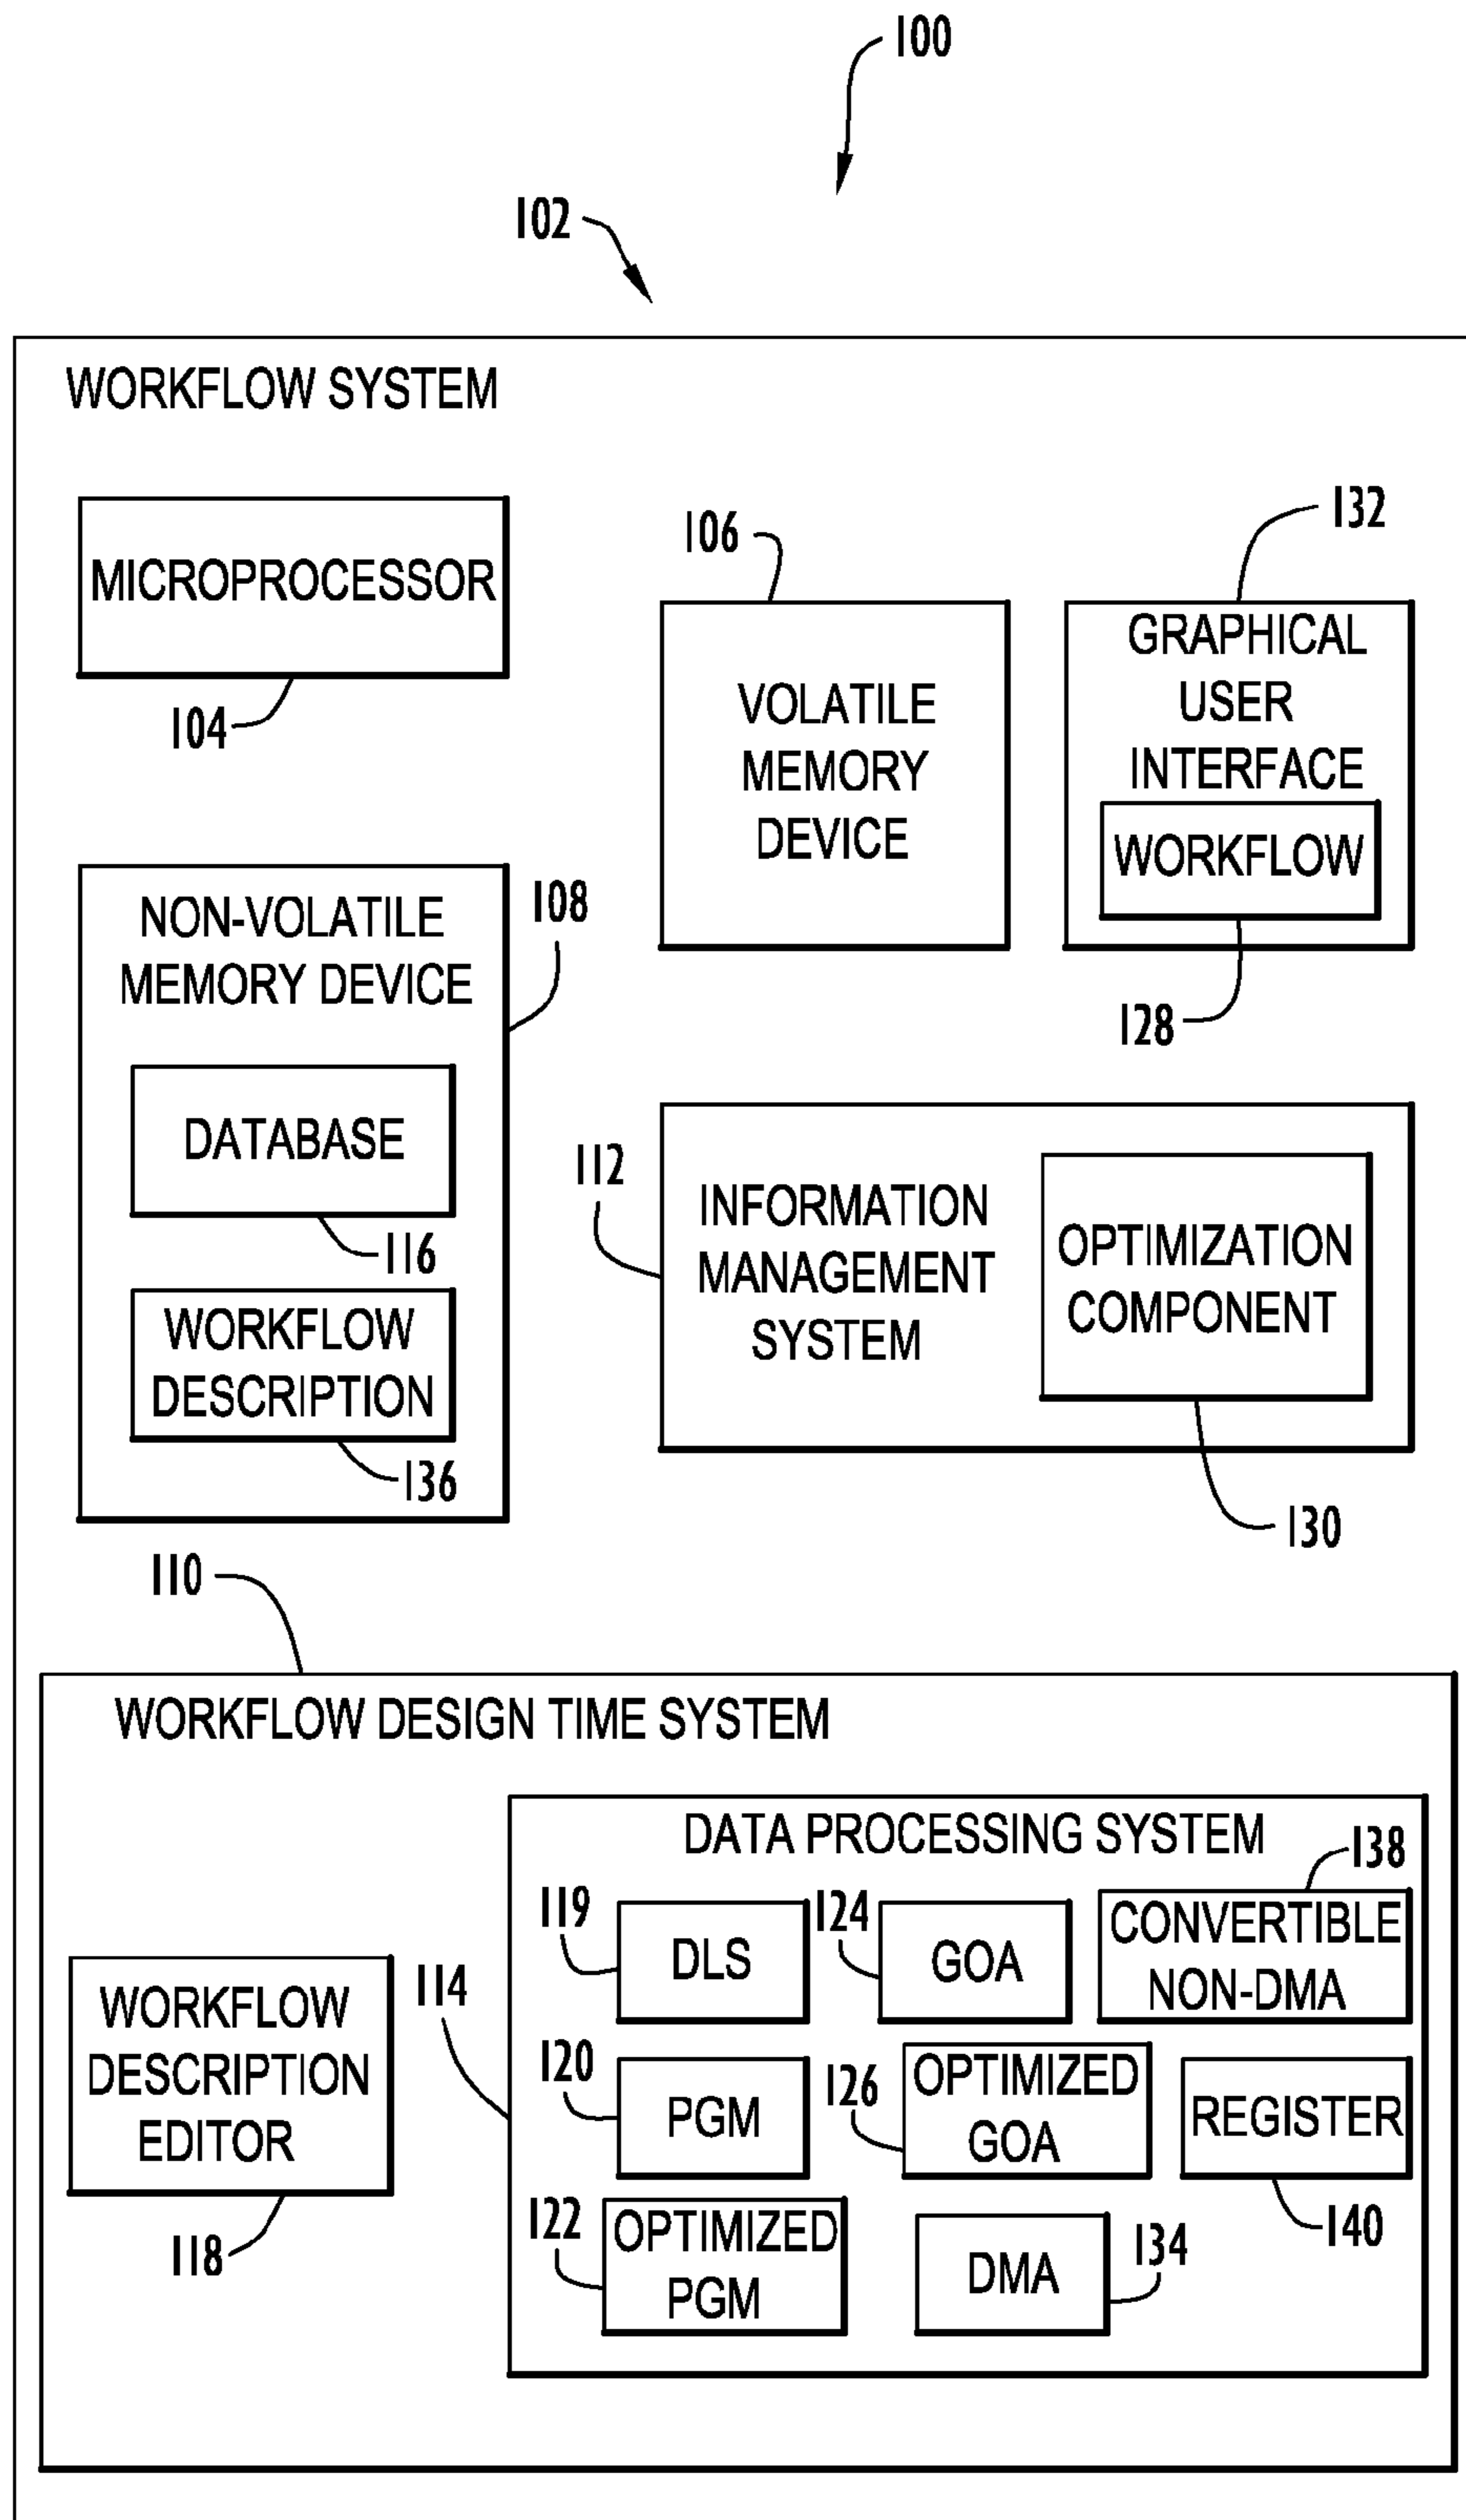 100
102
WORKFLOW SYSTEM
MICROPROCESSOR
104
106
VOLATILE
MEMORY
DEVICE
132
GRAPHICAL
USER
INTERFACE
WORKFLOW
128
NON-VOLATILE
MEMORY DEVICE
108
DATABASE
116
WORKFLOW
DESCRIPTION
136
112
INFORMATION
MANAGEMENT
SYSTEM
OPTIMIZATION
COMPONENT
130
110
WORKFLOW DESIGN TIME SYSTEM
WORKFLOW
DESCRIPTION
EDITOR
118
114
DATA PROCESSING SYSTEM
119
DLS
124
GOA
138
CONVERTIBLE
NON-DMA
120
PGM
126
OPTIMIZED
GOA
REGISTER
140
122
OPTIMIZED
PGM
DMA
134